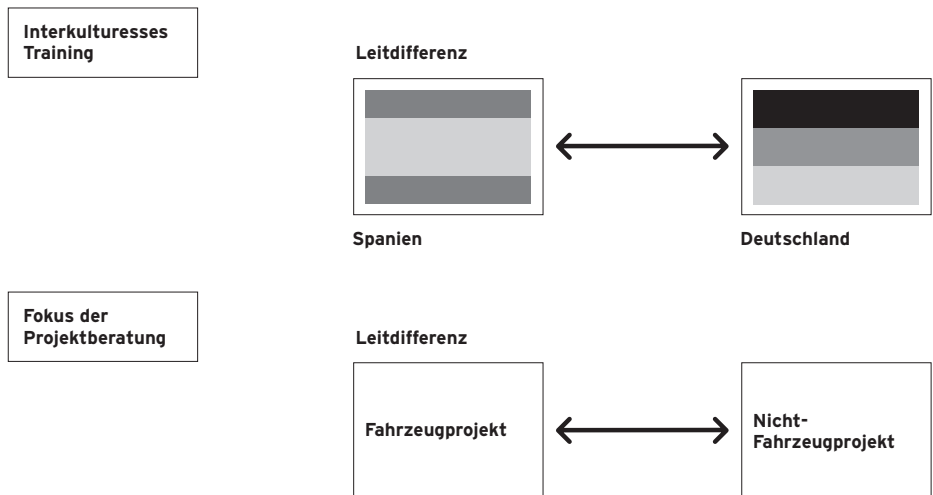 Interkulturesses
Training
Leitdifferenz
Spanien
Deutschland
Fokus der
Projektberatung
Leitdifferenz
Fahrzeugprojekt
Nicht-
Fahrzeugprojekt